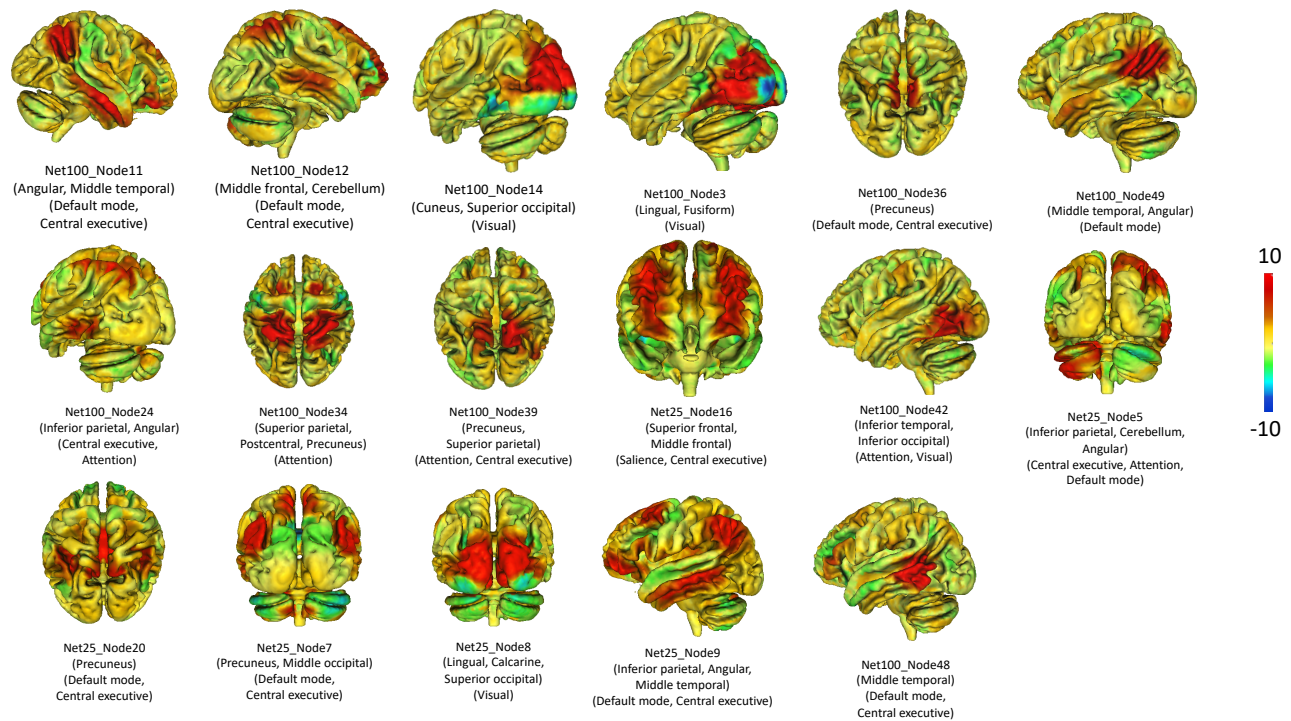 Net100_Node11
(Angular, Middle temporal)
(Default mode,
Central executive)
Net100_Node12
(Middle frontal, Cerebellum)
(Default mode,
Central executive)
Net100_Node14
(Cuneus, Superior occipital)
(Visual)
Net100_Node3
(Lingual, Fusiform)
(Visual)
Net100_Node36
(Precuneus)
(Default mode, Central executive)
Net100_Node49
(Middle temporal, Angular)
(Default mode)
Net100_Node24
(Inferior parietal, Angular)
(Central executive,
Attention)
Net100_Node34
(Superior parietal,
Postcentral, Precuneus)
(Attention)
Net100_Node39
(Precuneus,
Superior parietal)
(Attention, Central executive)
Net25_Node16
(Superior frontal,
Middle frontal)
(Salience, Central executive)
Net100_Node42
(Inferior temporal,
Inferior occipital)
(Attention, Visual)
Net25_Node5
(Inferior parietal, Cerebellum,
Angular)
(Central executive, Attention,
Default mode)
10
-10
Net25_Node20
(Precuneus)
(Default mode,
Central executive)
Net25_Node7
(Precuneus, Middle occipital)
(Default mode,
Central executive)
Net25_Node8
(Lingual, Calcarine,
Superior occipital)
(Visual)
Net25_Node9
(Inferior parietal, Angular,
Middle temporal)
(Default mode, Central executive)
Net100_Node48
(Middle temporal)
(Default mode,
Central executive)